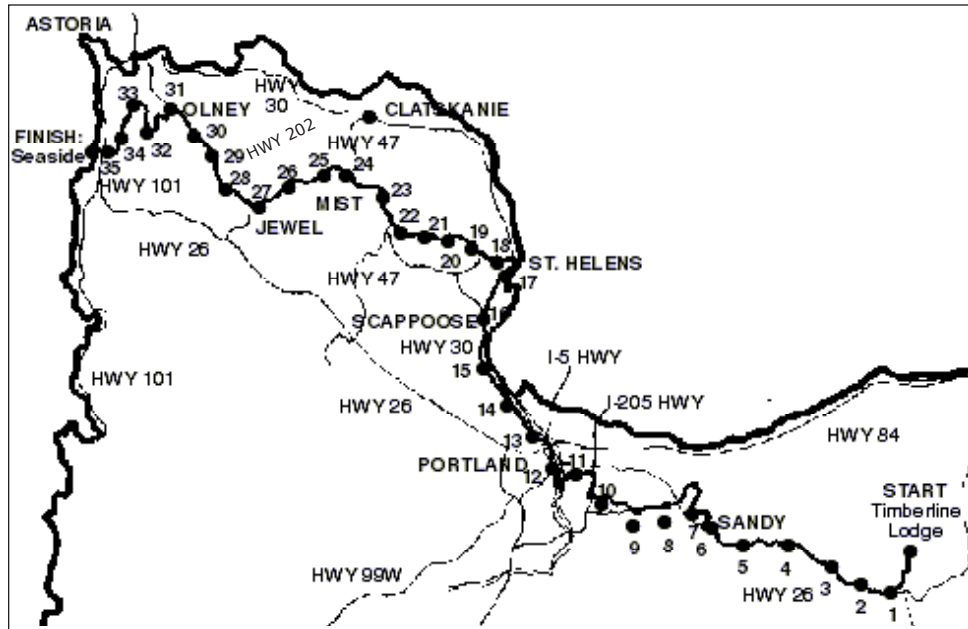 ASTORIA
33
31
OLNEY
HWY
30
CLATSKANIE
FINISH:
Seaside
35
34
32
30
HWY 202
HWY 47
29
28
27
26
25
24
23
MIST
HWY 101
JEWEL
22
21
20
19
18
ST. HELENS
17
HWY 26
HWY 47
16
SCAPPOOSE
HWY 30
15
I-5 HWY
HWY 101
HWY 26
14
I-205 HWY
13
HWY 84
PORTLAND
12
11
10
START
Timberline
Lodge
9
8
7
6
SANDY
5
4
3
2
1
HWY 99W
HWY 26